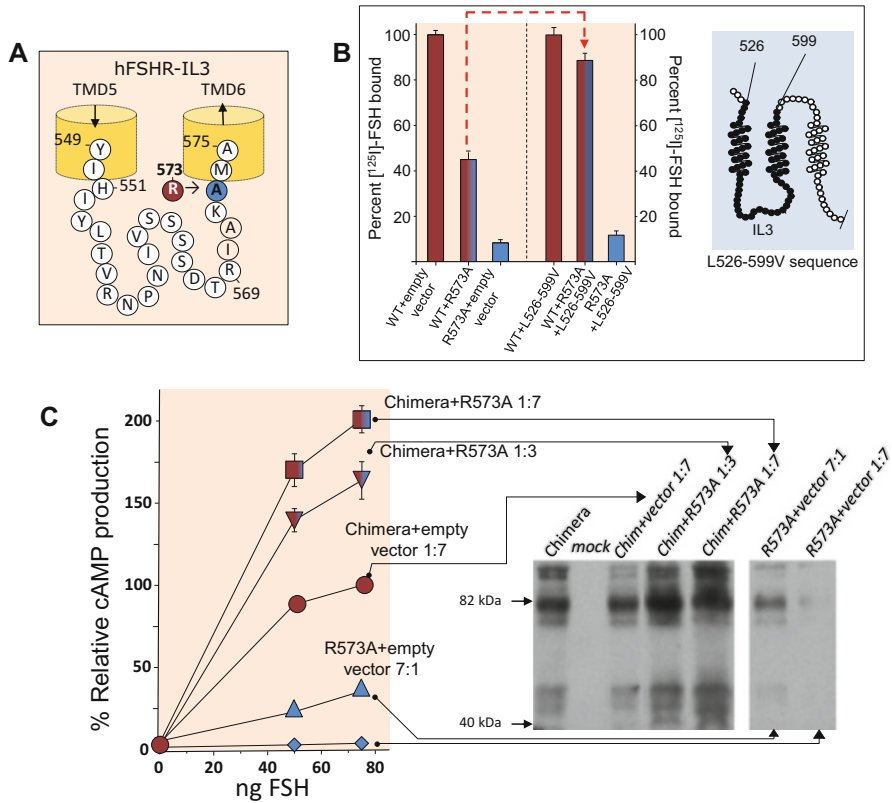 A
hFSHR-IL3
TMD5
TMD6
549
Y
I
H
551
I
Y
L
T
V
R
N
P
N
I
V
S
S
S
S
D
T
R
569
I
A
K
573
R
A
M
A
575
B
Percent [125I]-FSH bound
100
80
60
40
20
WT+empty
vector
WT+R573A
R573A+empty
vector
WT+L526-599V
WT+R573A
+L526-599V
R573A
+L526-599V)
100
80
60
40
20
Percent [125I]-FSH
bound
526
599
IL3
L526-599V sequence
C
% Relative cAMP production
200
150
100
50
0
0
20
40
60
80
ng FSH
Chimera+R573A 1:7
Chimera+R573A 1:3
Chimera+empty
vector 1:7
R573A+empty
vector 7:1
Chimera
mock
Chim+vector 1:7
Chim+R573A 1:3
Chim+R573A 1:7
R573A+vector 7:1
R573A+vector 1:7
82 kDa
40 kDa